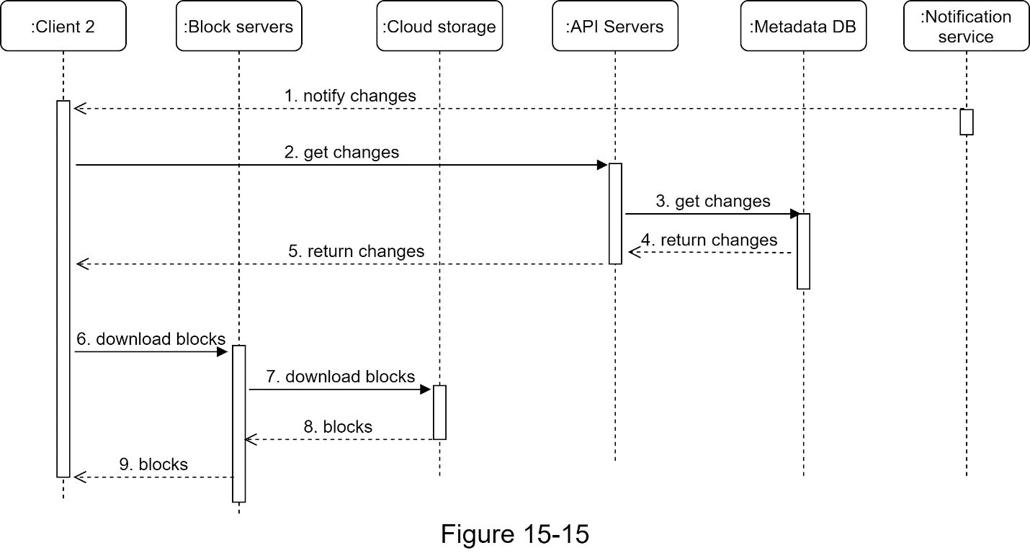 :Client 2
:Block servers
:Cloud storage
:API Servers
:Metadata DB
:Notification
service
1. notify changes
2. get changes
3. get changes
4. return changes
5. return changes
6. download blocks
7. download blocks
8. blocks
9. blocks
Figure 15-15